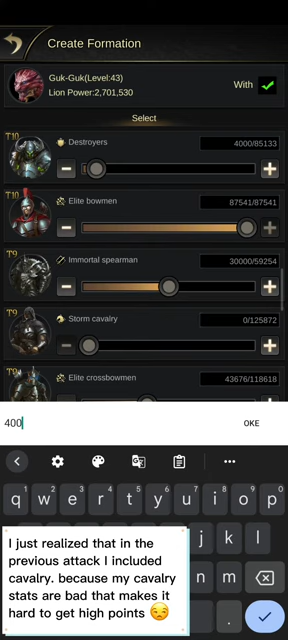 Create Formation
Guk-Guk(Level:43)
Lion Power:2,701,530
With
Select
T10
Destroyers
4000/85133
T10
Elite bowmen
87541/87541
T9
Immortal spearman
30000/59254
T9
Storm cavalry
0/125872
T9
Elite crossbowmen
43676/118618
400
OKE
q w e r t y u i o p
j k l
n m
.
I just realized that in the
previous attack I included
cavalry. because my cavalry
stats are bad that makes it
hard to get high points 😒